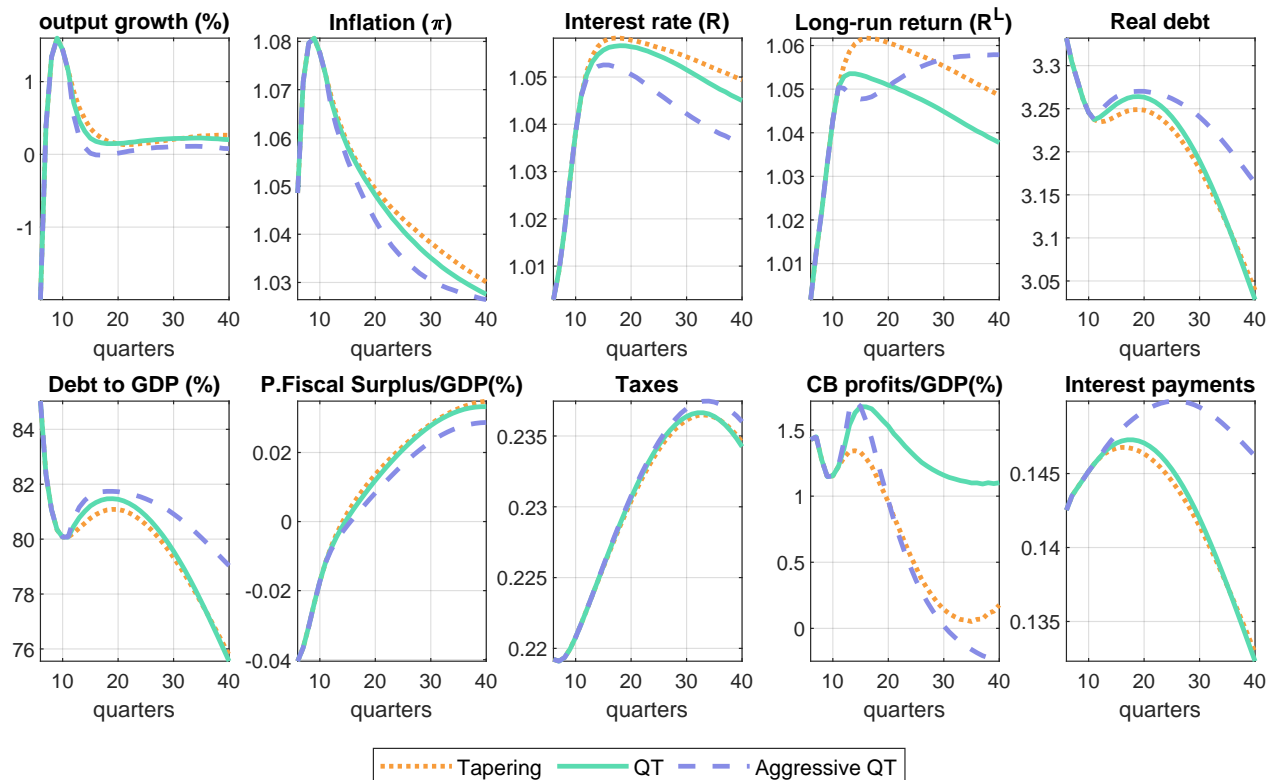 output growth (%) Inflation (π) Interest rate (R) Long-run return (R^L) Real debt
1
0
-1
10 20 30 40
quarters
1.08
1.07
1.06
1.05
1.04
1.03
10 20 30 40
quarters
1.05
1.04
1.03
1.02
1.01
10 20 30 40
quarters
1.06
1.05
1.04
1.03
1.02
1.01
10 20 30 40
quarters
3.3
3.25
3.2
3.15
3.1
3.05
10 20 30 40
quarters
Debt to GDP (%) P.Fiscal Surplus/GDP(%) Taxes CB profits/GDP(%) Interest payments
84
82
80
78
76
10 20 30 40
quarters
0.02
0
-0.02
-0.04
10 20 30 40
quarters
0.235
0.23
0.225
0.22
10 20 30 40
quarters
1.5
1
0.5
0
10 20 30 40
quarters
0.145
0.14
0.135
10 20 30 40
quarters
Tapering QT Aggressive QT